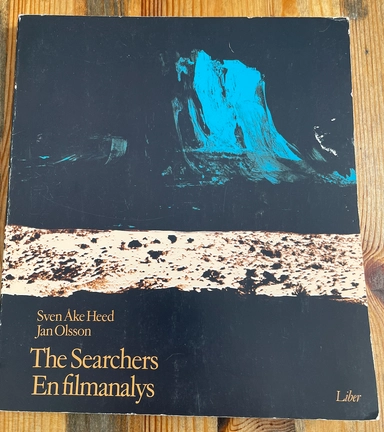 Sven Åke Heed
Jan Olsson
The Searchers
En filmanalys
Liber